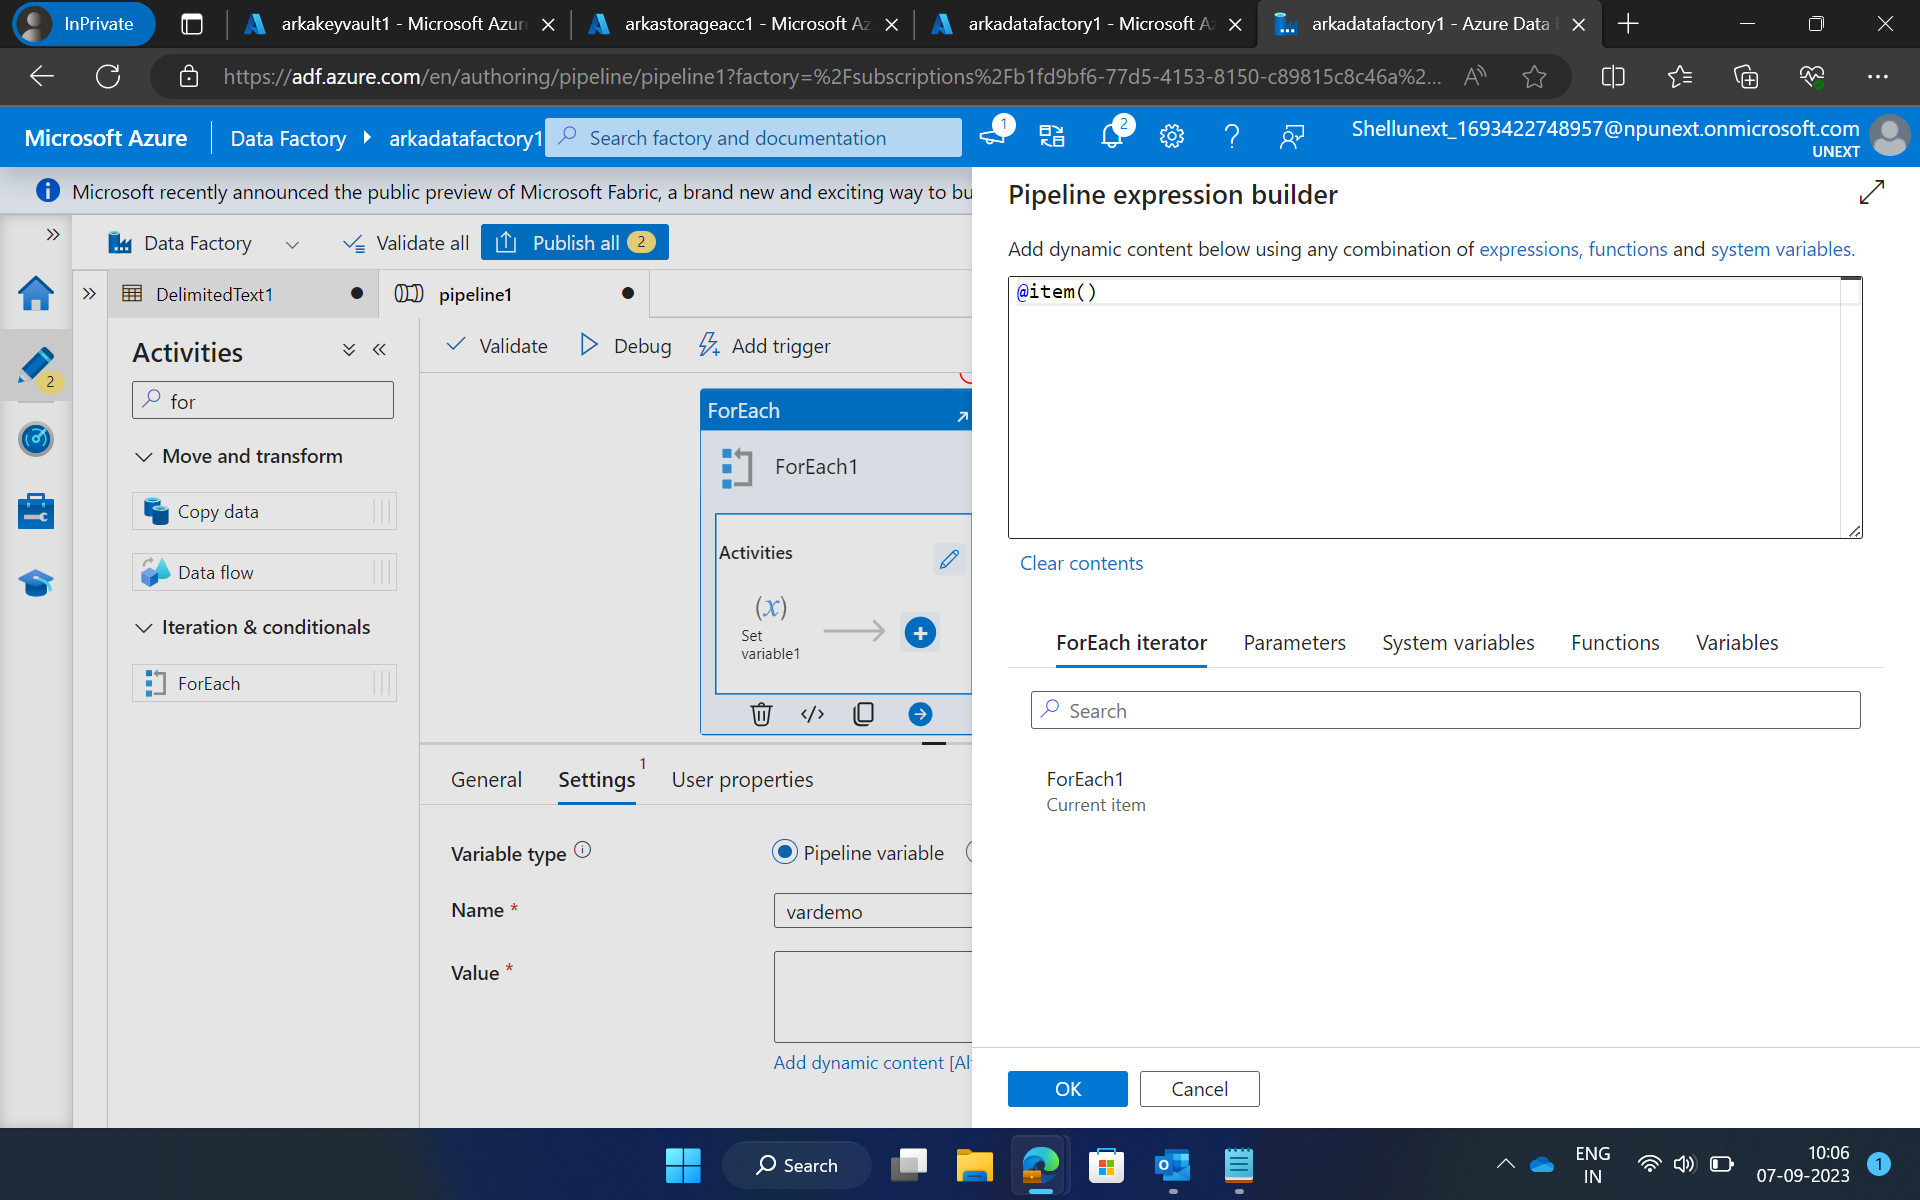 InPrivate
arkakeyvault1 - Microsoft Azur
arkastorageacc1 - Microsoft Az
arkadatafactory1 - Microsoft A
arkadatafactory1 - Azure Data
https://adf.azure.com/en/authoring/pipeline/pipeline1?factory=%2Fsubscriptions%2Fb1fd9bf6-77d5-4153-8150-c89815c8c46a%2...
Microsoft Azure
Data Factory
arkadatafactory1
Search factory and documentation
1
2
Shellunext_1693422748957@npunext.onmicrosoft.com
UNEXT
Microsoft recently announced the public preview of Microsoft Fabric, a brand new and exciting way to bu
Data Factory
Validate all
Publish all 2
DelimitedText1
pipeline1
2
Activities
for
Move and transform
Copy data
Data flow
Iteration & conditionals
ForEach
Validate
Debug
Add trigger
ForEach
ForEach1
Activities
(x)
Set
variable1
General
Settings 1
User properties
Variable type
Pipeline variable
Name *
vardemo
Value *
Add dynamic content [Al
Pipeline expression builder
Add dynamic content below using any combination of expressions, functions and system variables.
@item()
Clear contents
ForEach iterator
Parameters
System variables
Functions
Variables
Search
ForEach1
Current item
OK
Cancel
Search
ENG
IN
10:06
07-09-2023
1